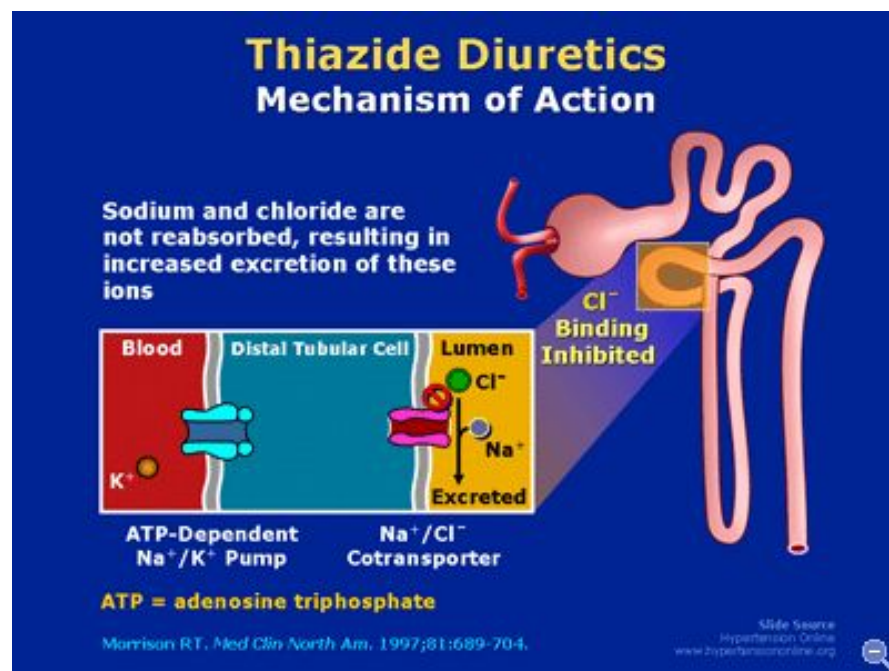 Thiazide Diuretics
Mechanism of Action
Sodium and chloride are
not reabsorbed, resulting in
increased excretion of these
ions
Cl⁻
Binding
Inhibited
Blood
Distal Tubular Cell
Lumen
Cl⁻
Na⁺
K⁺
Excreted
ATP-Dependent
Na⁺/K⁺ Pump
Na⁺/Cl⁻
Cotransporter
ATP = adenosine triphosphate
Morrison RT. Med Clin North Am. 1997;81:689-704.
Slide Source
Hypertension Online
www.hypertensiononline.org